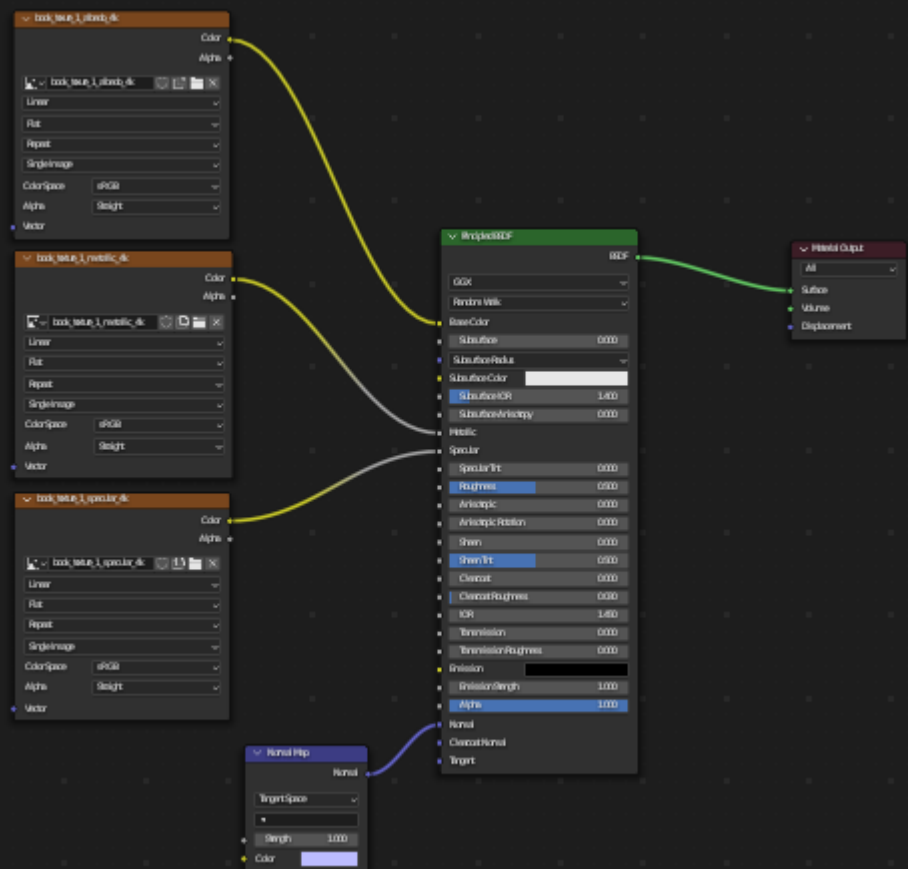 book_texture_1_albedo_4k
Color
Alpha
book_texture_1_albedo_4k
Linear
Flat
Repeat
Single Image
Color Space sRGB
Alpha Straight
Vector
book_texture_1_metallic_4k
Color
Alpha
book_texture_1_metallic_4k
Linear
Flat
Repeat
Single Image
Color Space sRGB
Alpha Straight
Vector
book_texture_1_specular_4k
Color
Alpha
book_texture_1_specular_4k
Linear
Flat
Repeat
Single Image
Color Space sRGB
Alpha Straight
Vector
Normal Map
Normal
Tangent Space
Strength 1.000
Color
Principled BSDF
BSDF
GGX
Random Walk
Base Color
Subsurface 0.000
Subsurface Radius
Subsurface Color
Subsurface IOR 1.400
Subsurface Anisotropy 0.000
Metallic
Specular
Specular Tint 0.000
Roughness 0.500
Anisotropic 0.000
Anisotropic Rotation 0.000
Sheen 0.000
Sheen Tint 0.500
Clearcoat 0.000
Clearcoat Roughness 0.030
IOR 1.450
Transmission 0.000
Transmission Roughness 0.000
Emission
Emission Strength 1.000
Alpha 1.000
Normal
Clearcoat Normal
Tangent
Material Output
All
Surface
Volume
Displacement